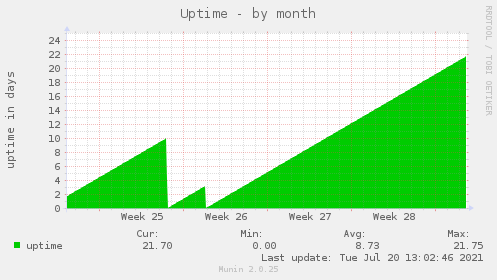 Uptime - by month
RRDTOOL / TOBI OETIKER
uptime in days
24
22
20
18
16
14
12
10
8
6
4
2
0
Week 25 Week 26 Week 27 Week 28
Cur: Min: Avg: Max:
uptime 21.70 0.00 8.73 21.75
Last update: Tue Jul 20 13:02:46 2021
Munin 2.0.25